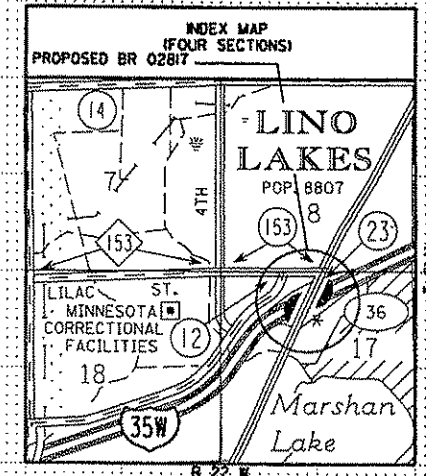 INDEX MAP
(FOUR SECTIONS)
PROPOSED BR 02817
14
LINO
LAKES
POP. 8807
7
4TH
8
153
153
23
LILAC ST.
MINNESOTA
CORRECTIONAL
FACILITIES
12
36
18
17
35W
Marshan
Lake
R 22 W